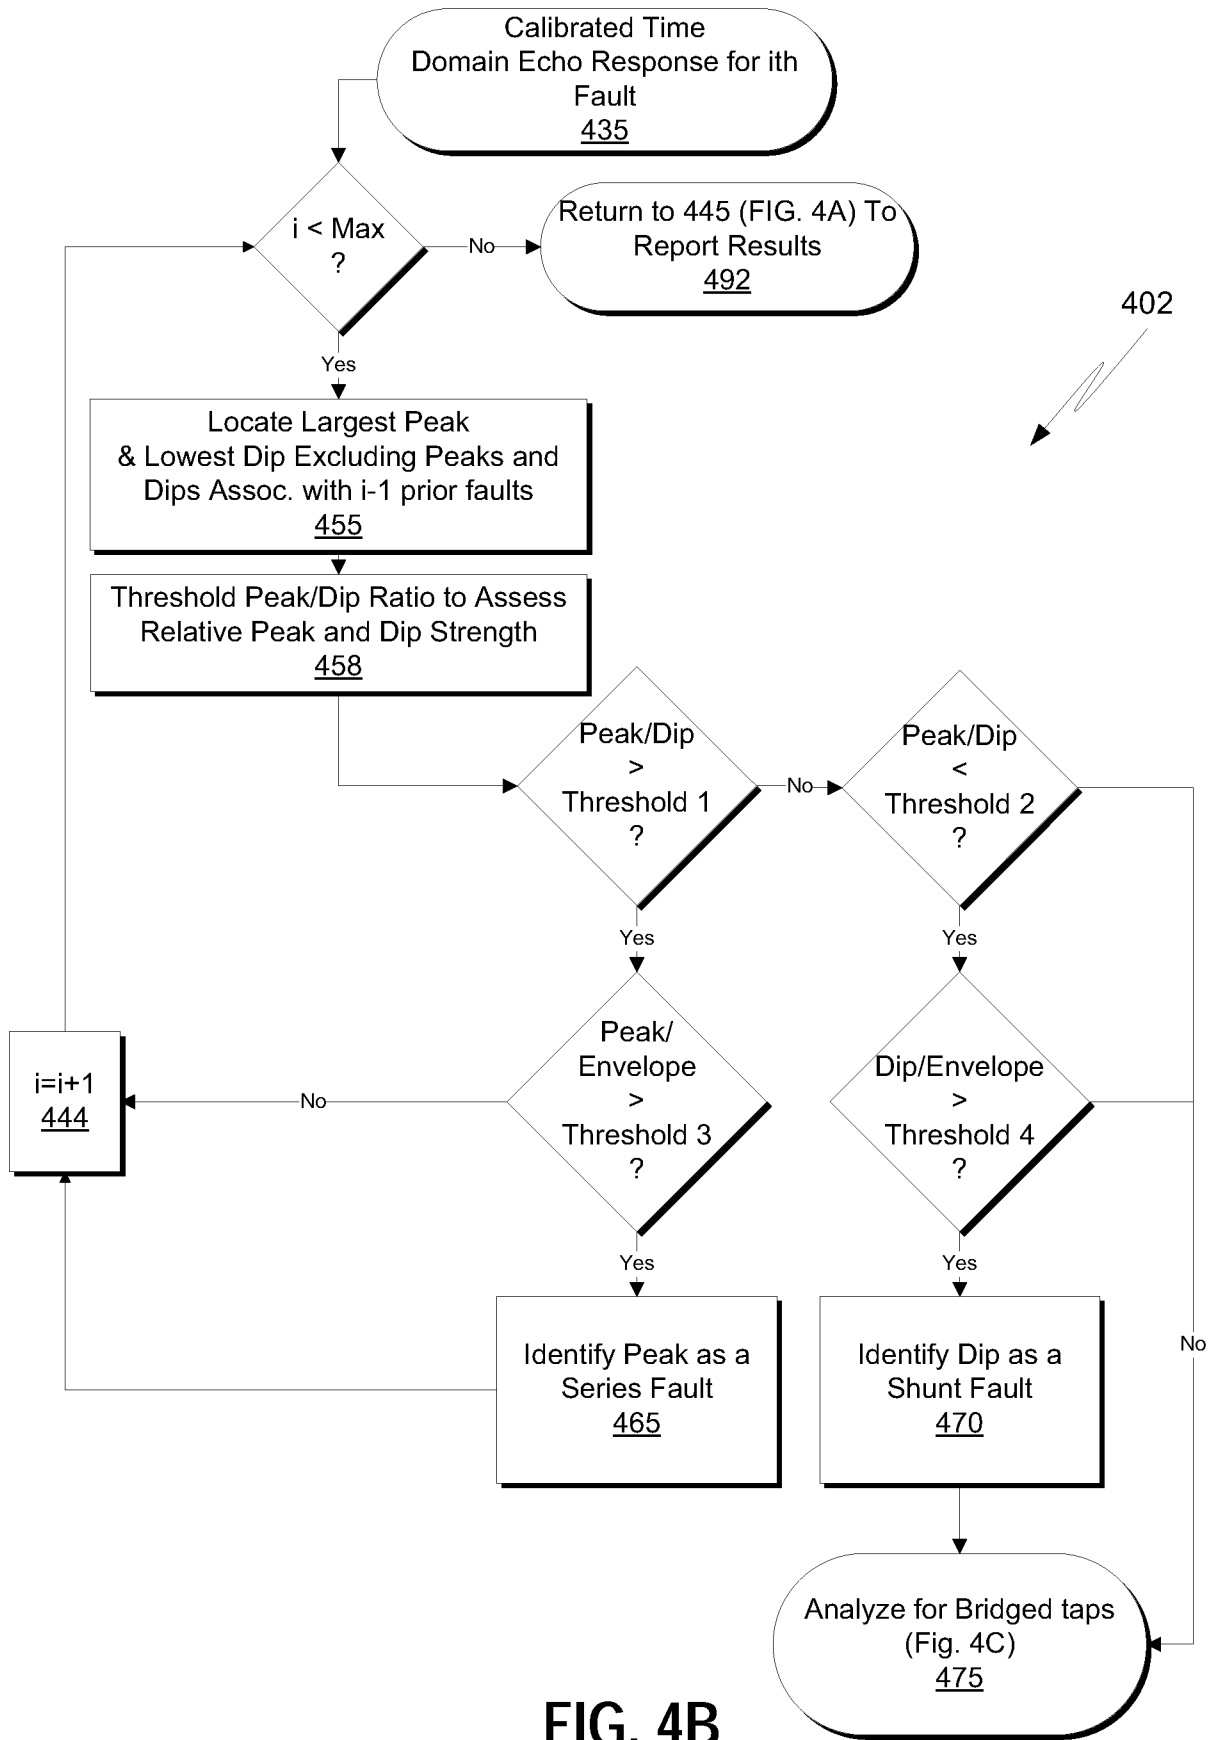 Calibrated Time
Domain Echo Response for ith
Fault
435
i < Max
?
No
Return to 445 (FIG. 4A) To
Report Results
492
402
Yes
Locate Largest Peak
& Lowest Dip Excluding Peaks and
Dips Assoc. with i-1 prior faults
455
Threshold Peak/Dip Ratio to Assess
Relative Peak and Dip Strength
458
Peak/Dip
>
Threshold 1
?
No
Peak/Dip
<
Threshold 2
?
Yes
Yes
i=i+1
444
No
Peak/
Envelope
>
Threshold 3
?
Dip/Envelope
>
Threshold 4
?
Yes
Yes
No
Identify Peak as a
Series Fault
465
Identify Dip as a
Shunt Fault
470
Analyze for Bridged taps
(Fig. 4C)
475
FIG. 4B